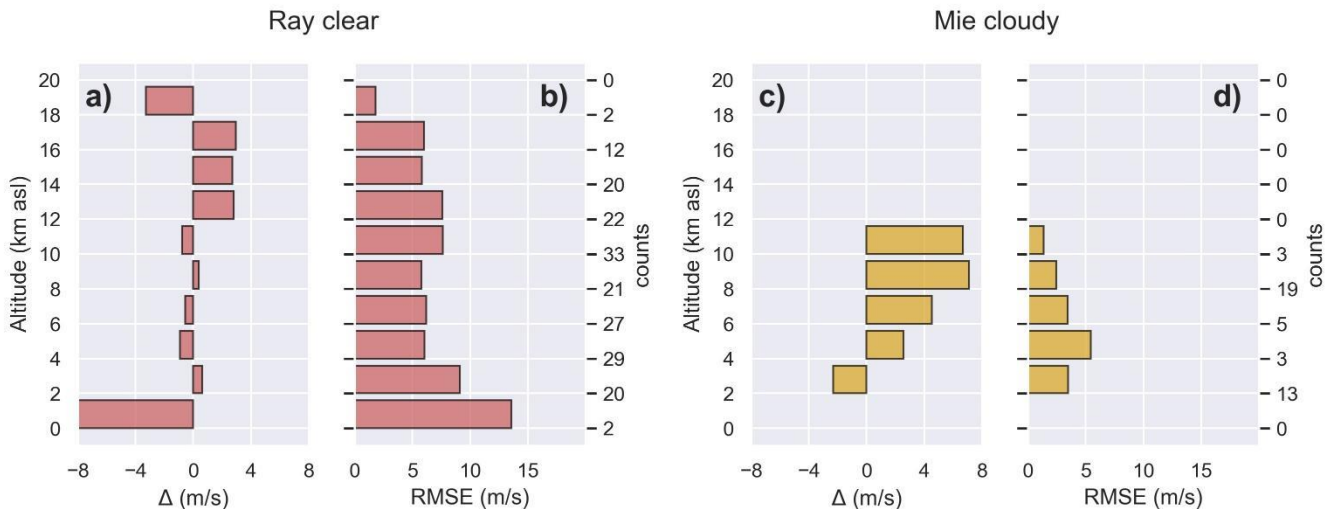 Ray clear
Mie cloudy
a)
b)
c)
d)
Altitude (km asl)
20
18
16
14
12
10
8
6
4
2
0
−8 −4 0 4 8
Δ (m/s)
0 5 10 15
RMSE (m/s)
0
2
12
20
22
33
21
27
29
20
2
counts
Altitude (km asl)
20
18
16
14
12
10
8
6
4
2
0
−8 −4 0 4 8
Δ (m/s)
0 5 10 15
RMSE (m/s)
0
0
0
0
0
3
19
5
3
13
0
counts